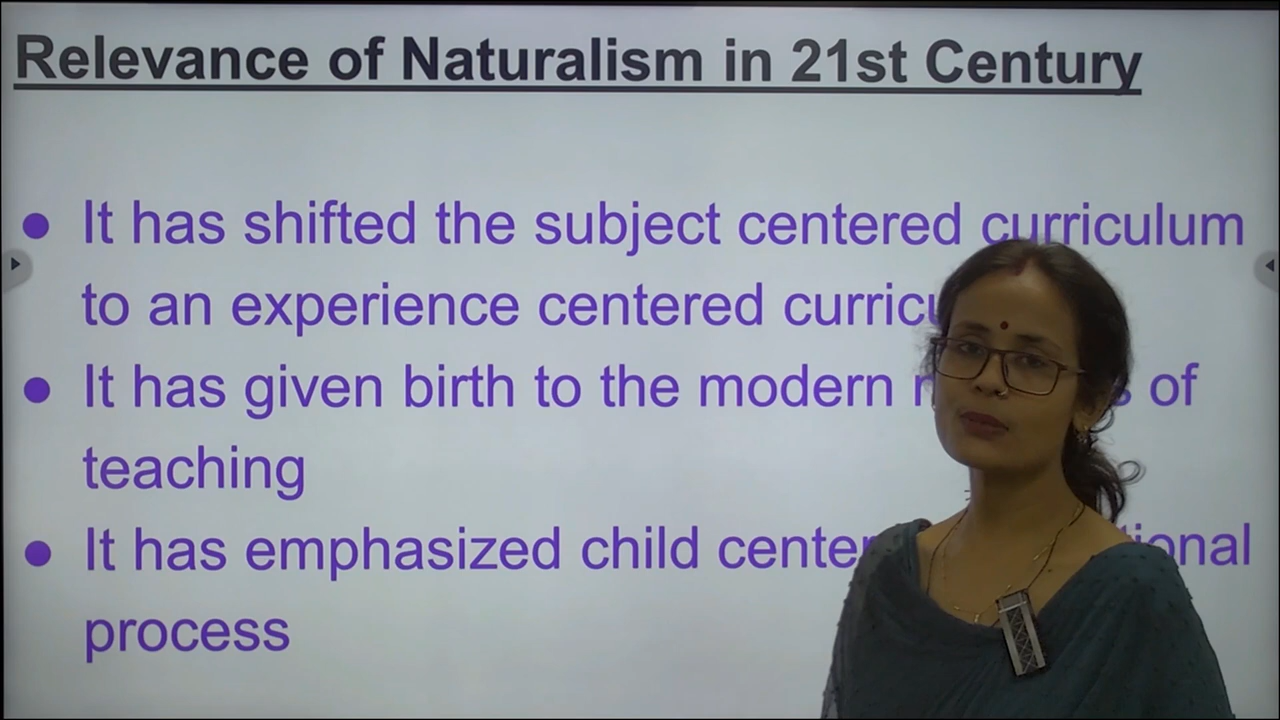 Relevance of Naturalism in 21st Century
● It has shifted the subject centered curriculum
to an experience centered
● It has given birth to the modern of
teaching
● It has emphasized child
process